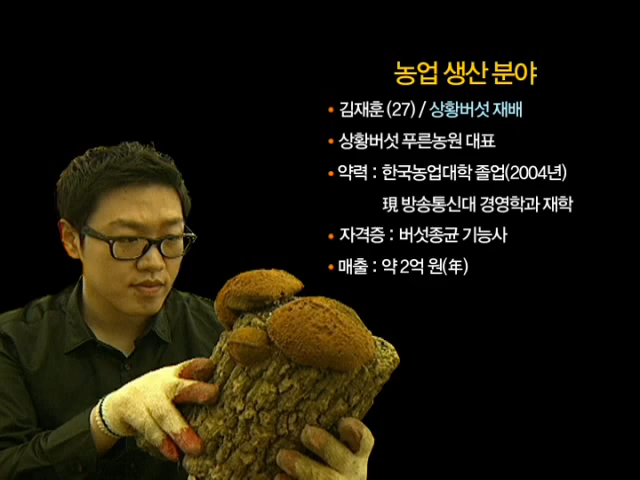 농업 생산 분야
• 김재훈 (27) / 상황버섯 재배
• 상황버섯 푸른농원 대표
• 약력 : 한국농업대학 졸업(2004년)
現 방송통신대 경영학과 재학
• 자격증 : 버섯종균 기능사
• 매출 : 약 2억 원(年)